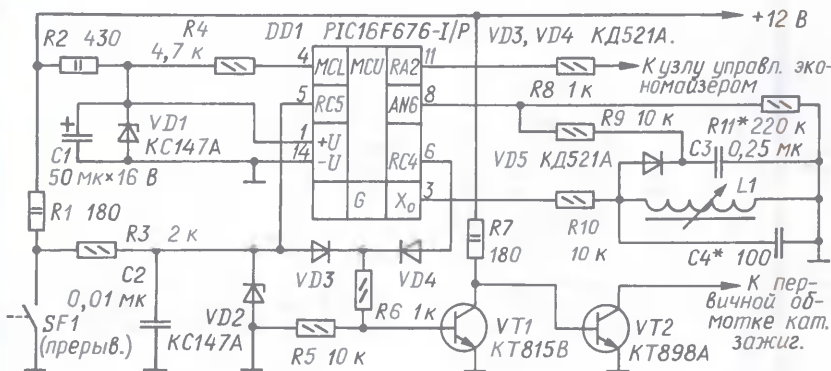 R2 430
R4
4,7 к
DD1 PIC16F676-I/P
VD3, VD4 КД521А.
+12 В
4
MCL
MCU
RA2
11
К узлу управл. эко-
номайзером
5
RC5
AN6
8
R8 1к
R9 10 к
R11* 220 к
VD1
КС147А
1
+U
14
-U
RC4
6
VD5 КД521А
C3
0,25 мк
C1
50 мк×16 В
G
X₀
3
L1
R1 180
R10
10 к
R3 2 к
R7
180
C4* 100
C2
0,01 мк
VD3
VD4
К пер-
вичной об-
мотке кат.
зажиг.
SF1
(прерыв.)
VD2
КС147А
R6 1к
R5 10 к
VT1
КТ815В
VT2
КТ898А